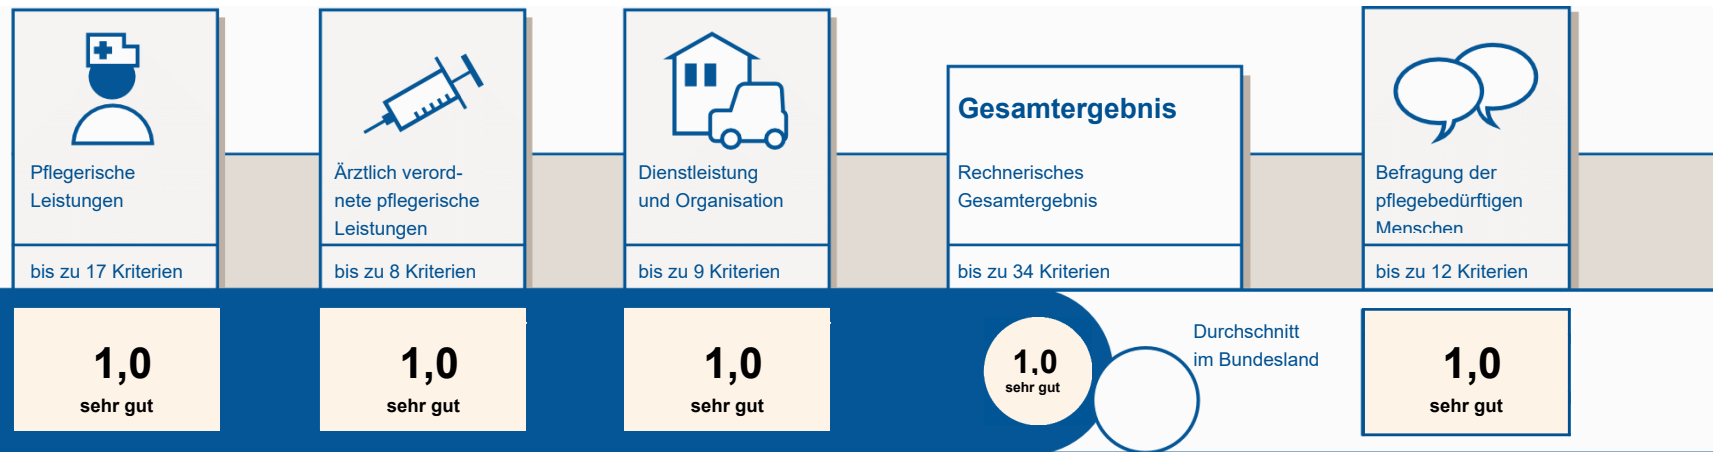 Pflegerische
Leistungen
bis zu 17 Kriterien
1,0
sehr gut
Ärztlich verord-
nete pflegerische
Leistungen
bis zu 8 Kriterien
1,0
sehr gut
Dienstleistung
und Organisation
bis zu 9 Kriterien
1,0
sehr gut
Gesamtergebnis
Rechnerisches
Gesamtergebnis
bis zu 34 Kriterien
1,0
sehr gut
Durchschnitt
im Bundesland
Befragung der
pflegebedürftigen
Menschen
bis zu 12 Kriterien
1,0
sehr gut